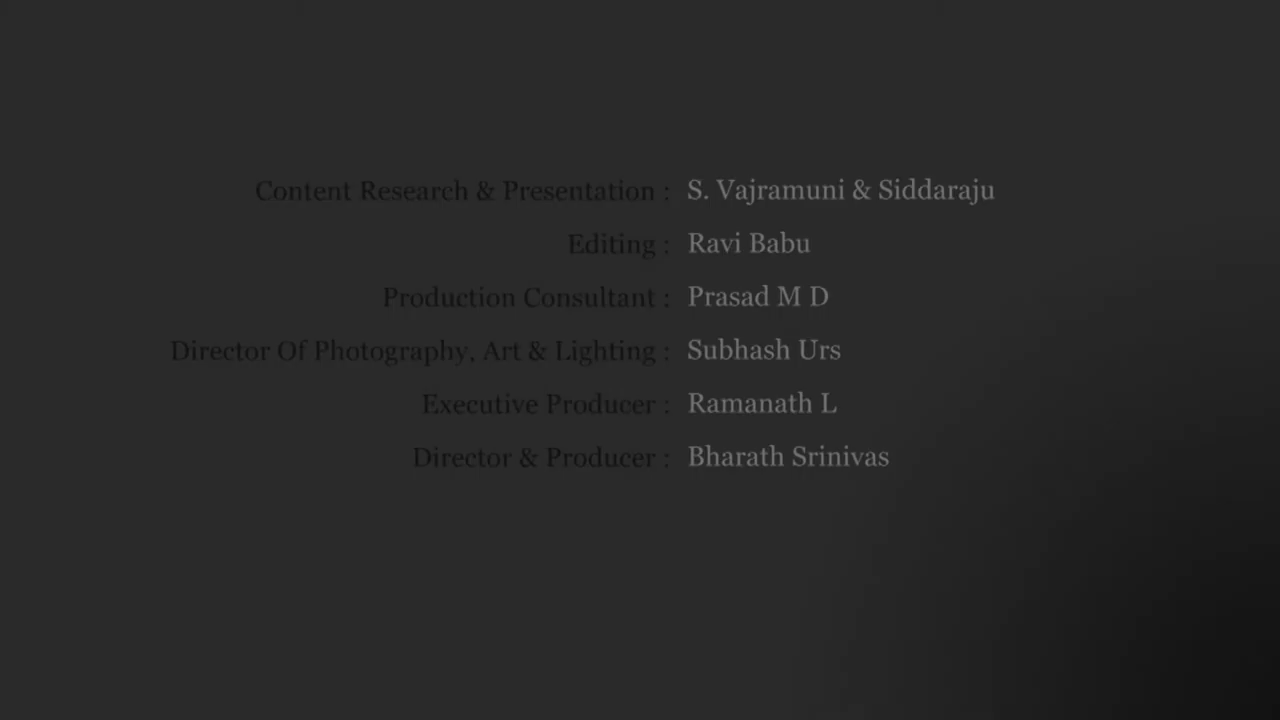 Content Research & Presentation : S. Vajramuni & Siddaraju
Editing : Ravi Babu
Production Consultant : Prasad M D
Director Of Photography, Art & Lighting : Subhash Urs
Executive Producer : Ramanath L
Director & Producer : Bharath Srinivas